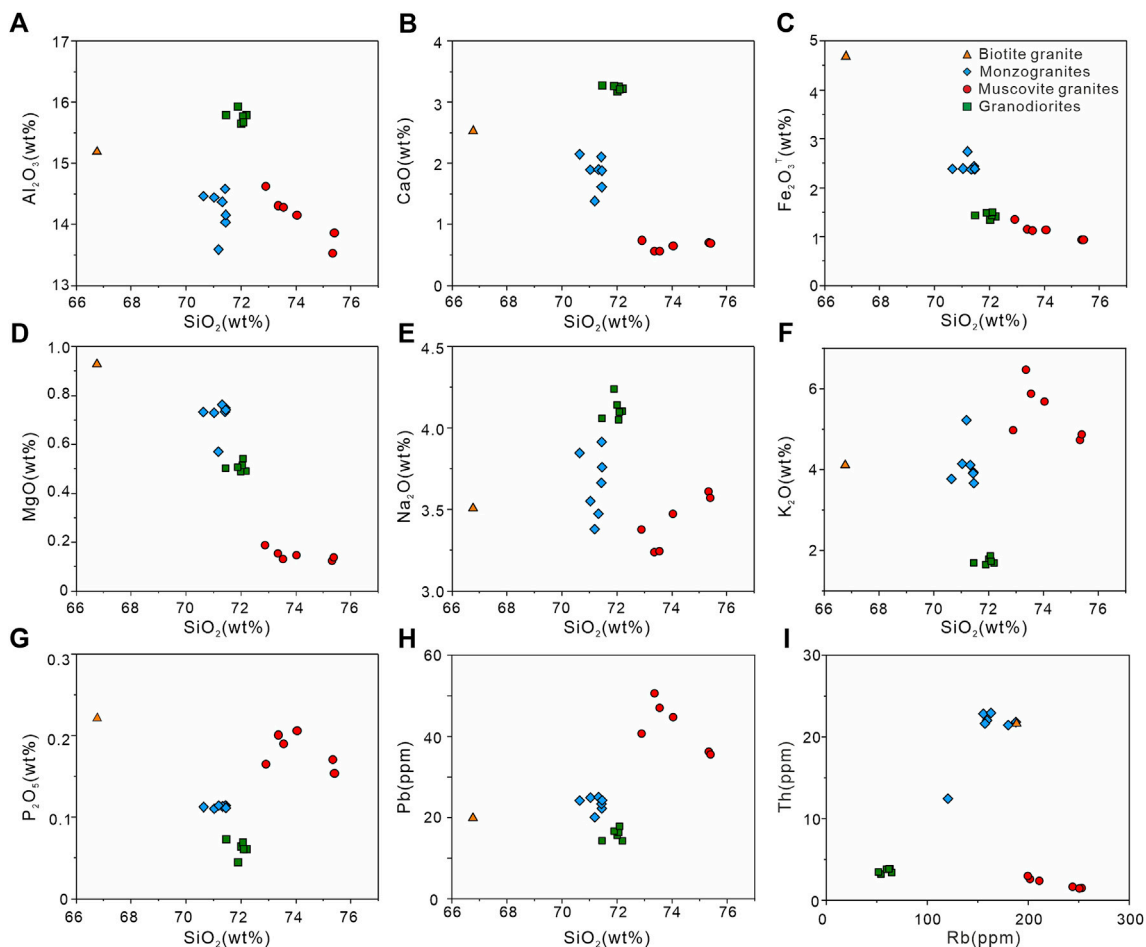 A
Al₂O₃(wt%)
17
16
15
14
13
66 68 70 72 74 76
SiO₂(wt%)
B
CaO(wt%)
4
3
2
1
0
66 68 70 72 74 76
SiO₂(wt%)
C
Fe₂O₃ᵀ(wt%)
5
4
3
2
1
0
Biotite granite
Monzogranites
Muscovite granites
Granodiorites
66 68 70 72 74 76
SiO₂(wt%)
D
MgO(wt%)
1.0
0.8
0.6
0.4
0.2
0
66 68 70 72 74 76
SiO₂(wt%)
E
Na₂O(wt%)
4.5
4.0
3.5
3.0
66 68 70 72 74 76
SiO₂(wt%)
F
K₂O(wt%)
6
4
2
66 68 70 72 74 76
SiO₂(wt%)
G
P₂O₅(wt%)
0.3
0.2
0.1
0
66 68 70 72 74 76
SiO₂(wt%)
H
Pb(ppm)
60
40
20
0
66 68 70 72 74 76
SiO₂(wt%)
I
Th(ppm)
30
20
10
0
0 100 200 300
Rb(ppm)